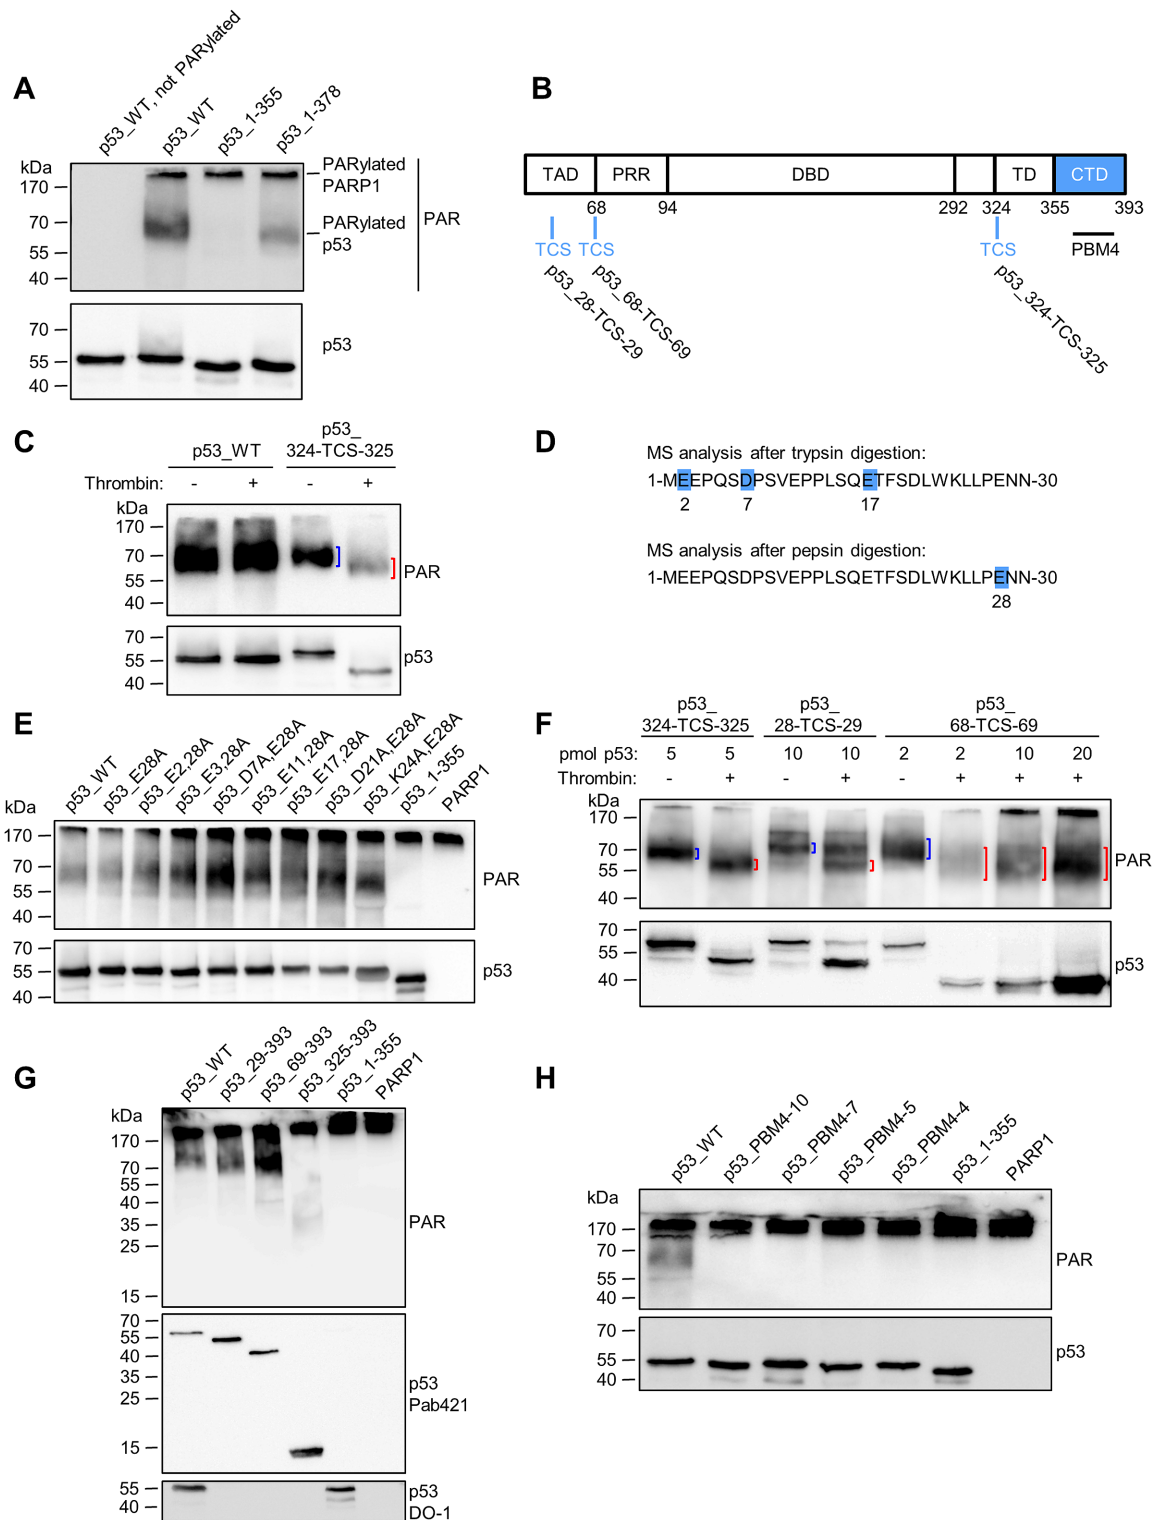 A
p53_WT, not PARylated
p53_WT
p53_1-355
p53_1-378
kDa
170
70
55
40
PARylated
PARP1
PARylated
p53
PAR
70
55
40
p53
B
TAD PRR DBD TD CTD
68 94 292 324 355 393
TCS TCS TCS PBM4
p53_28-TCS-29
p53_68-TCS-69
p53_324-TCS-325
C
p53_WT
p53_
324-TCS-325
Thrombin: - + - +
kDa
170
70
55
40
PAR
70
55
40
p53
D
MS analysis after trypsin digestion:
1-MEEPQSDPSVEPPLSQETFSDLWKLLPENN-30
2 7 17
MS analysis after pepsin digestion:
1-MEEPQSDPSVEPPLSQETFSDLWKLLPENN-30
28
E
p53_WT
p53_E28A
p53_E2,28A
p53_E3,28A
p53_D7A,E28A
p53_E11,28A
p53_E17,28A
p53_D21A,E28A
p53_K24A,E28A
p53_1-355
PARP1
kDa
170
70
55
40
PAR
70
55
40
p53
F
p53_
324-TCS-325
p53_
28-TCS-29
p53_
68-TCS-69
pmol p53: 5 5 10 10 2 2 10 20
Thrombin: - + - + - + + +
kDa
170
70
55
40
PAR
70
55
40
p53
G
p53_WT
p53_29-393
p53_69-393
p53_325-393
p53_1-355
PARP1
kDa
170
70
55
40
35
25
15
PAR
70
55
40
35
25
15
p53
Pab421
55
40
p53
DO-1
H
p53_WT
p53_PBM4-10
p53_PBM4-7
p53_PBM4-5
p53_PBM4-4
p53_1-355
PARP1
kDa
170
70
55
40
PAR
70
55
40
p53